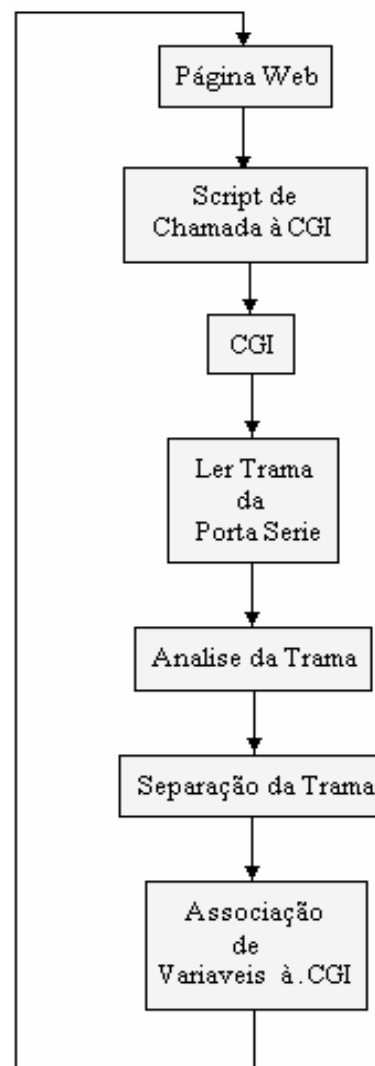 Página Web
Script de
Chamada à CGI
CGI
Ler Trama
da
Porta Serie
Analise da Trama
Separação da Trama
Associação
de
Variaveis à .CGI